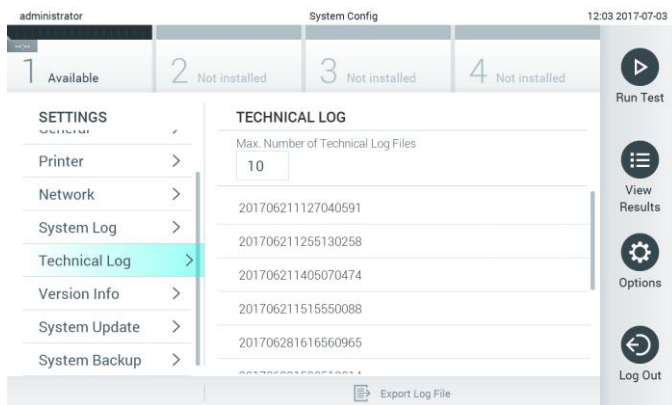 administrator System Config 12:03 2017-07-03
--:--
1 Available 2 Not installed 3 Not installed 4 Not installed
Run Test
SETTINGS
General
Printer
Network
System Log
Technical Log
Version Info
System Update
System Backup
TECHNICAL LOG
Max. Number of Technical Log Files
10
201706211127040591
201706211255130258
201706211405070474
201706211515550088
201706281616560965
Export Log File
View
Results
Options
Log Out